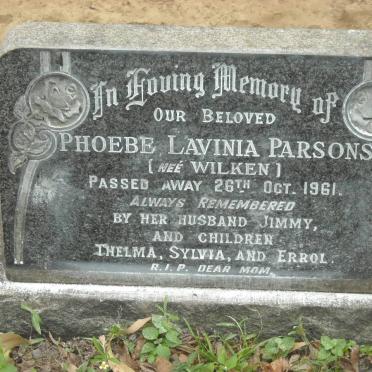 In Loving Memory of
OUR BELOVED
PHOEBE LAVINIA PARSONS
[NEÉ WILKEN]
PASSED AWAY 26TH OCT. 1961.
ALWAYS REMEMBERED
BY HER HUSBAND JIMMY,
AND CHILDREN
THELMA, SYLVIA, AND ERROL
R.I.P. DEAR MOM.